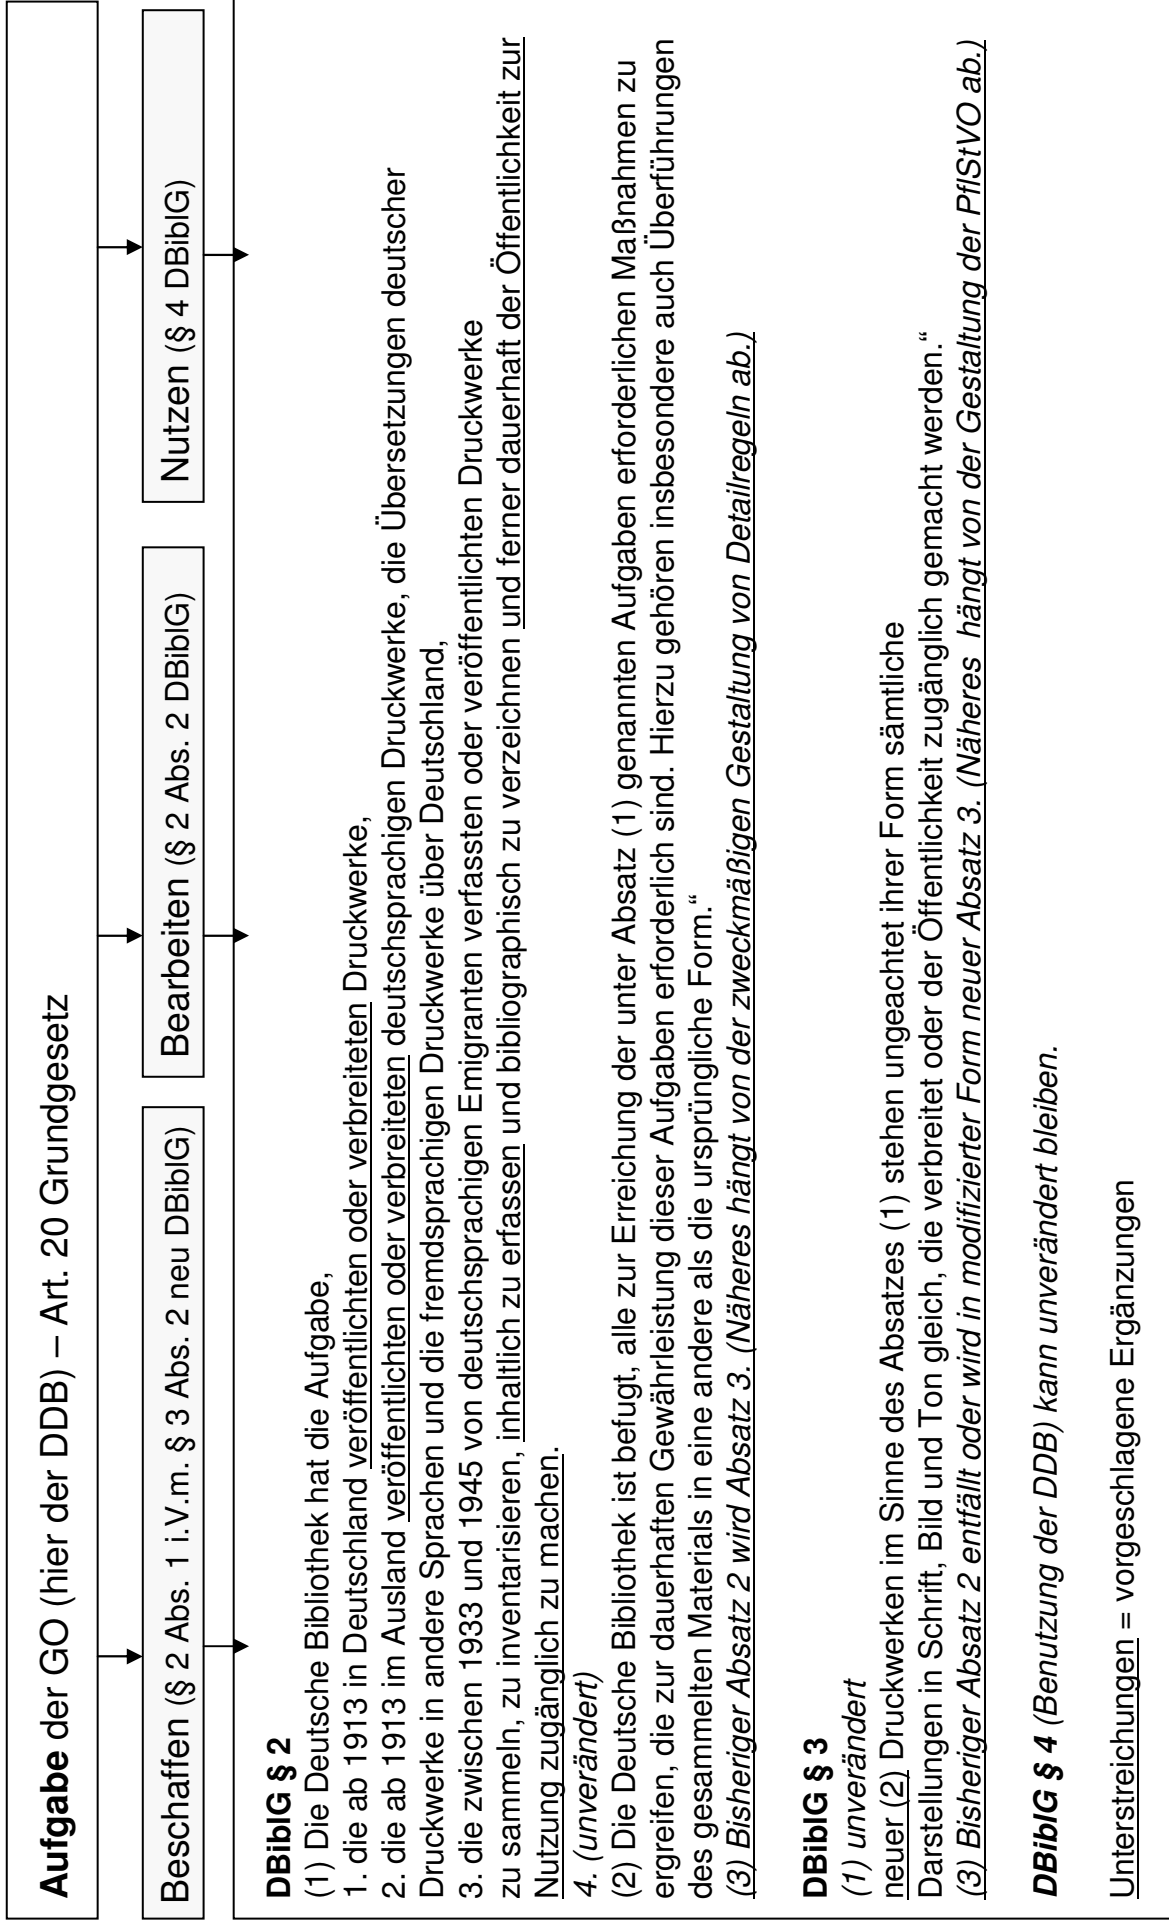 Aufgabe der GO (hier der DDB) – Art. 20 Grundgesetz
Beschaffen (§ 2 Abs. 1 i.V.m. § 3 Abs. 2 neu DBiblG)
Bearbeiten (§ 2 Abs. 2 DBiblG)
Nutzen (§ 4 DBiblG)
DBiblG § 2
(1) Die Deutsche Bibliothek hat die Aufgabe,
1. die ab 1913 in Deutschland veröffentlichten oder verbreiteten Druckwerke,
2. die ab 1913 im Ausland veröffentlichten oder verbreiteten deutschsprachigen Druckwerke, die Übersetzungen deutscher
Druckwerke in andere Sprachen und die fremdsprachigen Druckwerke über Deutschland,
3. die zwischen 1933 und 1945 von deutschsprachigen Emigranten verfassten oder veröffentlichten Druckwerke
zu sammeln, zu inventarisieren, inhaltlich zu erfassen und bibliographisch zu verzeichnen und ferner dauerhaft der Öffentlichkeit zur
Nutzung zugänglich zu machen.
4. (unverändert)
(2) Die Deutsche Bibliothek ist befugt, alle zur Erreichung der unter Absatz (1) genannten Aufgaben erforderlichen Maßnahmen zu
ergreifen, die zur dauerhaften Gewährleistung dieser Aufgaben erforderlich sind. Hierzu gehören insbesondere auch Überführungen
des gesammelten Materials in eine andere als die ursprüngliche Form.“
(3) Bisheriger Absatz 2 wird Absatz 3. (Näheres hängt von der zweckmäßigen Gestaltung von Detailregeln ab.)
DBiblG § 3
(1) unverändert
neuer (2) Druckwerken im Sinne des Absatzes (1) stehen ungeachtet ihrer Form sämtliche
Darstellungen in Schrift, Bild und Ton gleich, die verbreitet oder der Öffentlichkeit zugänglich gemacht werden.“
(3) Bisheriger Absatz 2 entfällt oder wird in modifizierter Form neuer Absatz 3. (Näheres hängt von der Gestaltung der PflStVO ab.)
DBiblG § 4 (Benutzung der DDB) kann unverändert bleiben.
Unterstreichungen = vorgeschlagene Ergänzungen